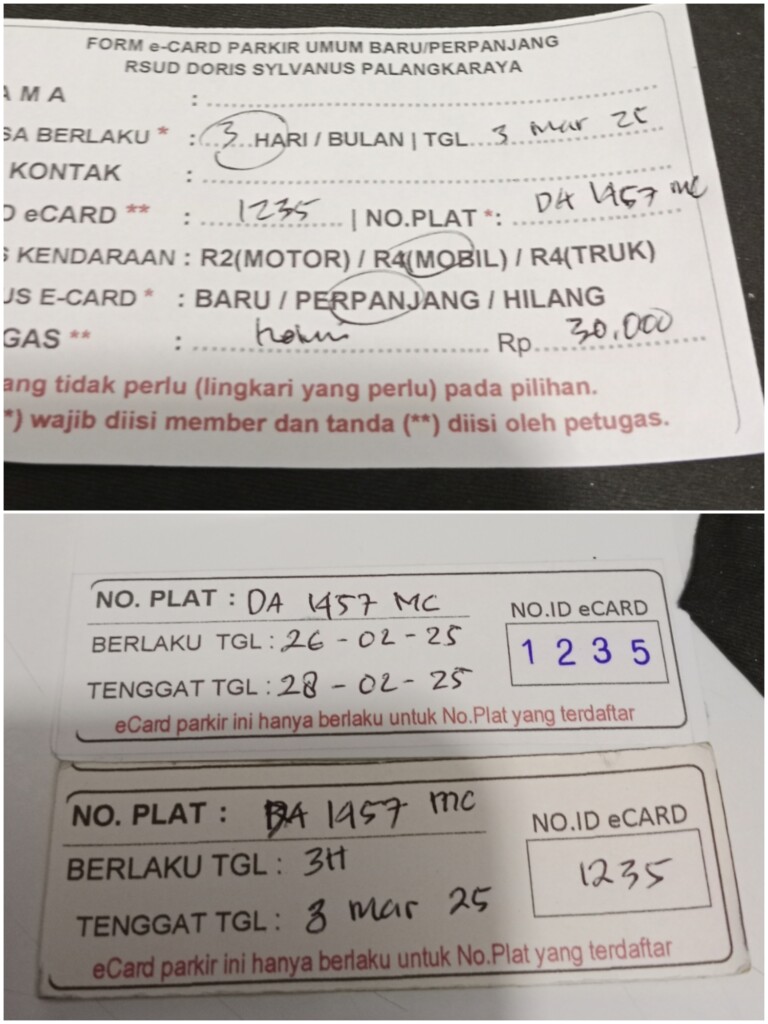 FORM e-CARD PARKIR UMUM BARU/PERPANJANG
RSUD DORIS SYLVANUS PALANGKARAYA
AMA :
SA BERLAKU * : 3 HARI / BULAN | TGL 3 Mar 25
KONTAK :
D eCARD ** : 1235 | NO.PLAT *: DA 1457 MC
S KENDARAAN : R2(MOTOR) / R4(MOBIL) / R4(TRUK)
US E-CARD * : BARU / PERPANJANG / HILANG
GAS ** : Rp. 30.000
ang tidak perlu (lingkari yang perlu) pada pilihan.
*) wajib diisi member dan tanda (**) diisi oleh petugas.
NO. PLAT : DA 1457 MC
NO.ID eCARD
BERLAKU TGL : 26 - 02 - 25
1 2 3 5
TENGGAT TGL : 28 - 02 - 25
eCard parkir ini hanya berlaku untuk No.Plat yang terdaftar
NO. PLAT : DA 1457 MC
NO.ID eCARD
BERLAKU TGL : 3H
1235
TENGGAT TGL : 3 Mar 25
eCard parkir ini hanya berlaku untuk No.Plat yang terdaftar